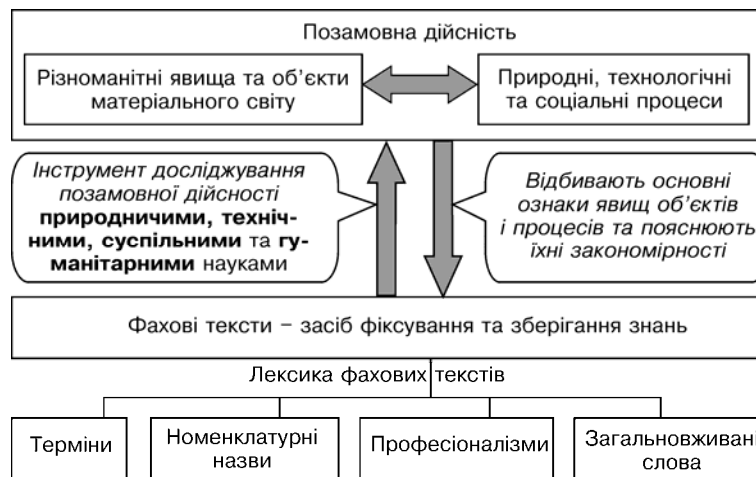 Позамовна дійсність
Різноманітні явища та об’єкти
матеріального світу
Природні, технологічні
та соціальні процеси
Інструмент досліджування
позамовної дійсності
природничими, техніч-
ними, суспільними та гу-
манітарними науками
Відбивають основні
ознаки явищ об’єктів
і процесів та пояснюють
їхні закономірності
Фахові тексти – засіб фіксування та зберігання знань
Лексика фахових текстів
Терміни
Номенклатурні
назви
Професіоналізми
Загальновживані
слова